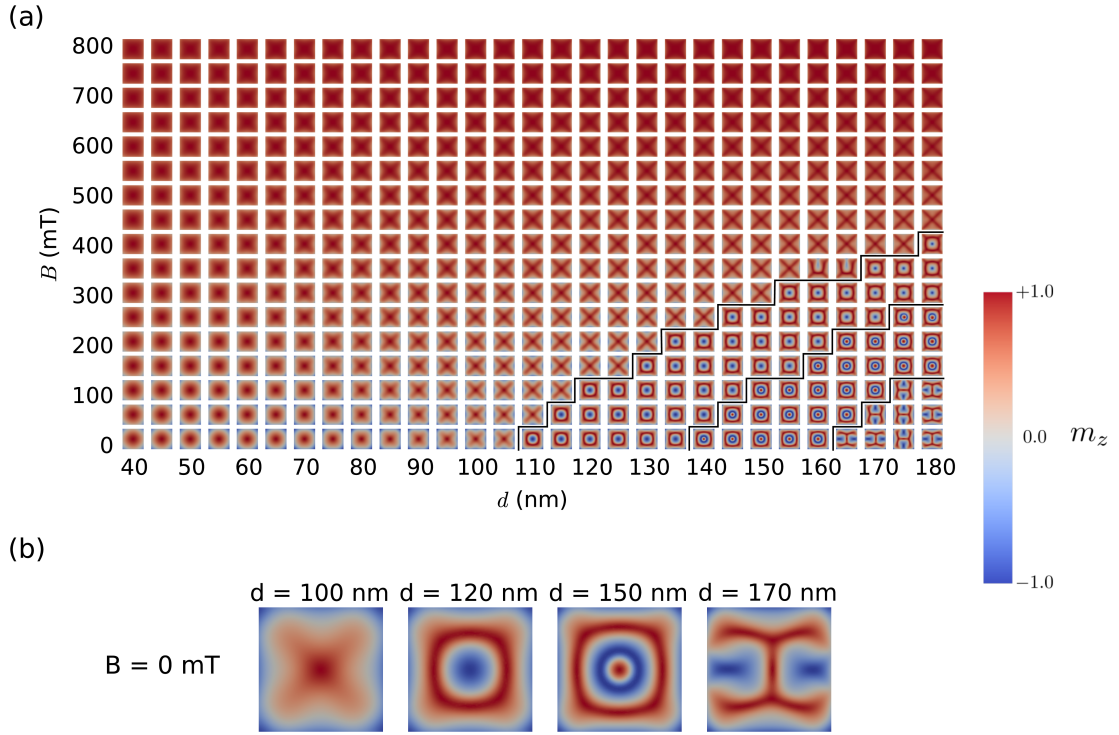 (a)
800
700
600
500
400
300
200
100
0
B (mT)
40 50 60 70 80 90 100 110 120 130 140 150 160 170 180
d (nm)
+1.0
0.0
−1.0
m_z
(b)
d = 100 nm d = 120 nm d = 150 nm d = 170 nm
B = 0 mT